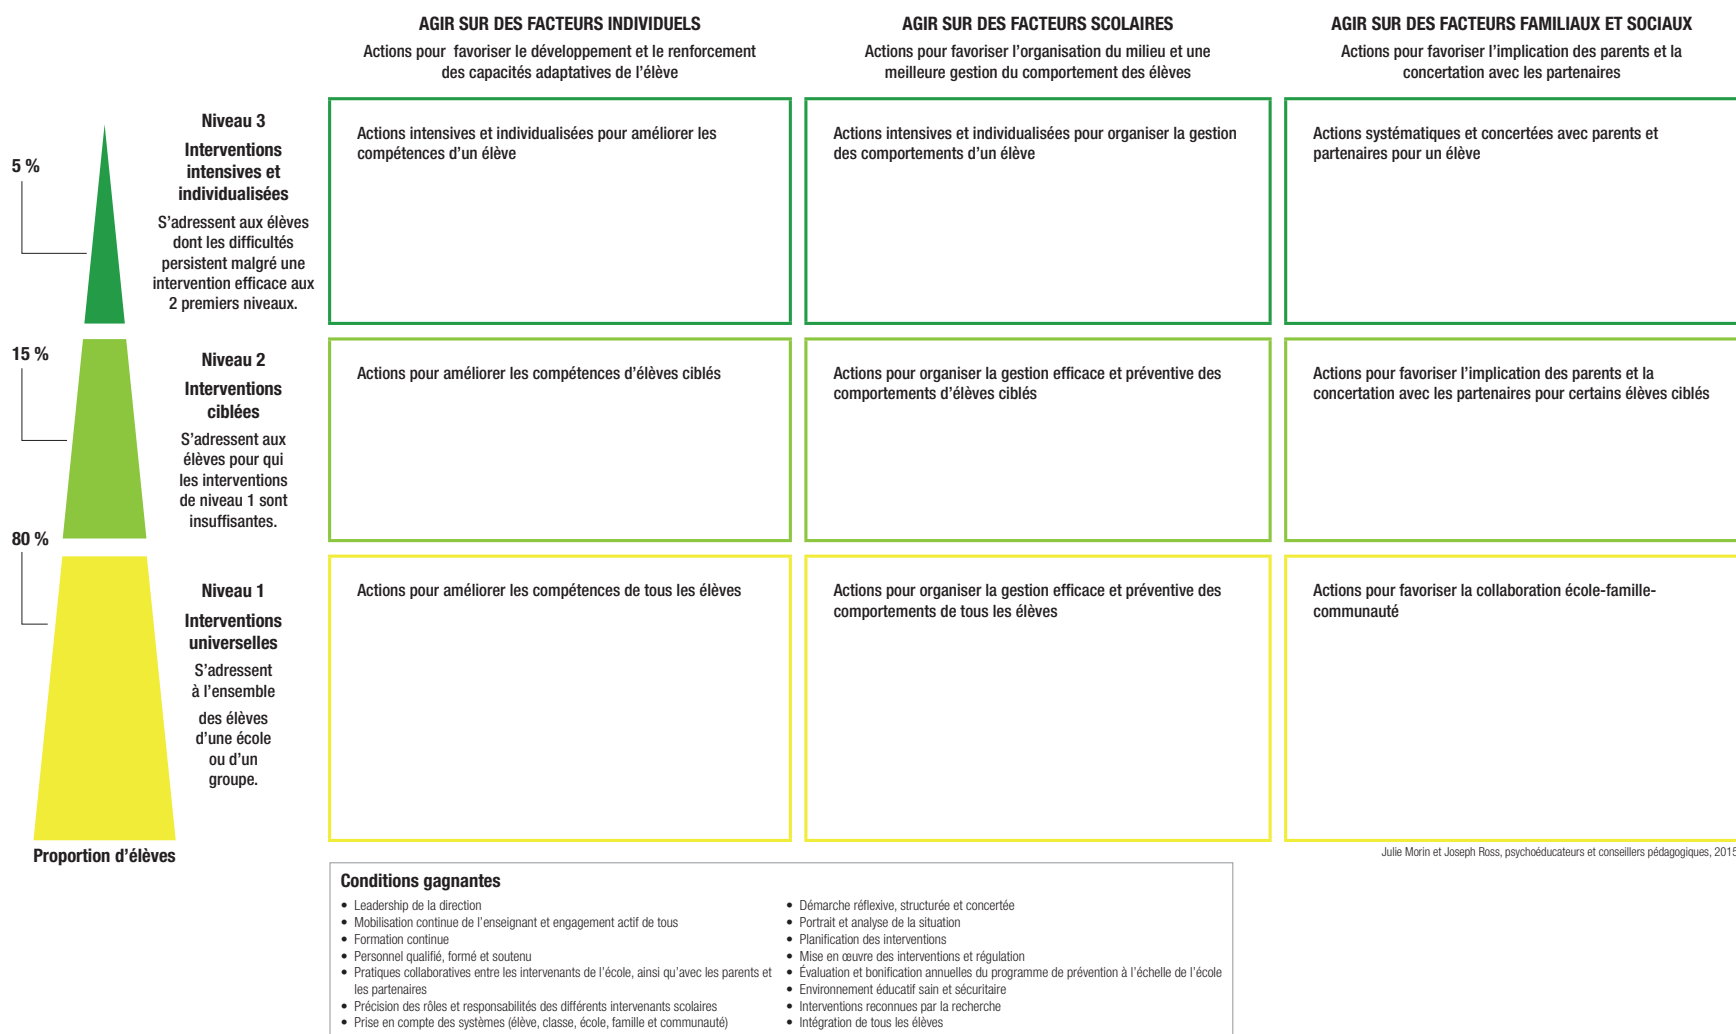 AGIR SUR DES FACTEURS INDIVIDUELS
Actions pour favoriser le développement et le renforcement
des capacités adaptatives de l'élève
AGIR SUR DES FACTEURS SCOLAIRES
Actions pour favoriser l'organisation du milieu et une
meilleure gestion du comportement des élèves
AGIR SUR DES FACTEURS FAMILIAUX ET SOCIAUX
Actions pour favoriser l'implication des parents et la
concertation avec les partenaires
5 %
Niveau 3
Interventions
intensives et
individualisées
S'adressent aux élèves
dont les difficultés
persistent malgré une
intervention efficace aux
2 premiers niveaux.
Actions intensives et individualisées pour améliorer les
compétences d'un élève
Actions intensives et individualisées pour organiser la gestion
des comportements d'un élève
Actions systématiques et concertées avec parents et
partenaires pour un élève
15 %
Niveau 2
Interventions
ciblées
S'adressent aux
élèves pour qui
les interventions
de niveau 1 sont
insuffisantes.
Actions pour améliorer les compétences d'élèves ciblés
Actions pour organiser la gestion efficace et préventive des
comportements d'élèves ciblés
Actions pour favoriser l'implication des parents et la
concertation avec les partenaires pour certains élèves ciblés
80 %
Niveau 1
Interventions
universelles
S'adressent
à l'ensemble
des élèves
d'une école
ou d'un
groupe.
Actions pour améliorer les compétences de tous les élèves
Actions pour organiser la gestion efficace et préventive des
comportements de tous les élèves
Actions pour favoriser la collaboration école-famille-
communauté
Proportion d'élèves
Julie Morin et Joseph Ross, psychoéducateurs et conseillers pédagogiques, 2015
Conditions gagnantes
• Leadership de la direction
• Mobilisation continue de l'enseignant et engagement actif de tous
• Formation continue
• Personnel qualifié, formé et soutenu
• Pratiques collaboratives entre les intervenants de l'école, ainsi qu'avec les parents et
les partenaires
• Précision des rôles et responsabilités des différents intervenants scolaires
• Prise en compte des systèmes (élève, classe, école, famille et communauté)
• Démarche réflexive, structurée et concertée
• Portrait et analyse de la situation
• Planification des interventions
• Mise en œuvre des interventions et régulation
• Évaluation et bonification annuelles du programme de prévention à l'échelle de l'école
• Environnement éducatif sain et sécuritaire
• Interventions reconnues par la recherche
• Intégration de tous les élèves